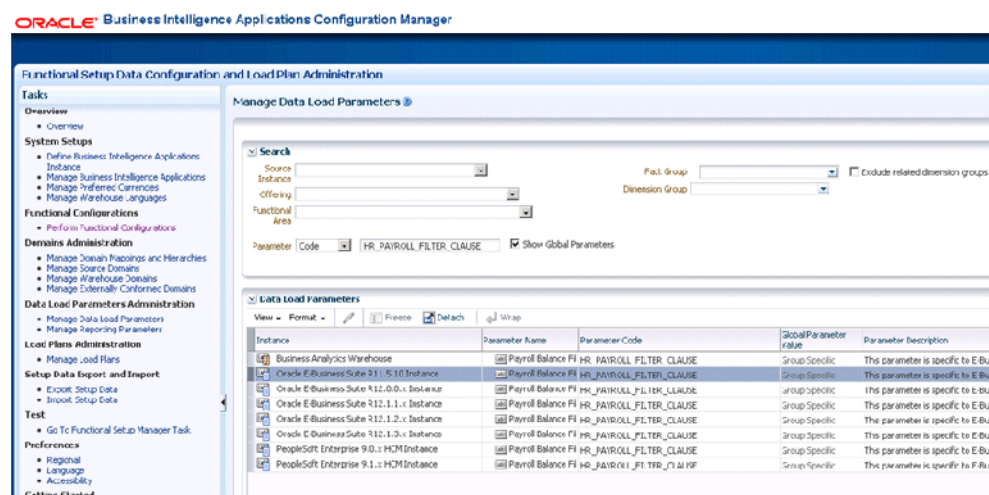 ORACLE Business Intelligence Applications Configuration Manager
Functional Setup Data Configuration and Load Plan Administration
Tasks
Overview
Overview
System Setups
Define Business Intelligence Applications
Instance
Manage Business Intelligence Applications
Manage Preferred Currencies
Manage Warehouse Languages
Functional Configurations
Perform Functional Configurations
Domains Administration
Manage Domain Mappings and Hierarchies
Manage Source Domains
Manage Warehouse Domains
Manage Externally Conformed Domains
Data Load Parameters Administration
Manage Data Load Parameters
Manage Reporting Parameters
Load Plans Administration
Manage Load Plans
Setup Data Export and Import
Export Setup Data
Import Setup Data
Test
Go To Functional Setup Manager Task
Preferences
Regional
Language
Accessibility
Getting Started
Manage Data Load Parameters
Search
Source
Instance
Offering
Functional
Area
Fact Group
Dimension Group
Exclude related dimension groups
Parameter Code HR_PAYROLL_FILTER_CLAUSE Show Global Parameters
Data Load Parameters
View Format Freeze Detach Wrap
Instance Parameter Name Parameter Code Global Parameter Value Parameter Description
Business Analytics Warehouse Payroll Balance Fil HR_PAYROLL_FILTER_CLAUSE Group Specific This parameter is specific to E-Bu
Oracle E-Business Suite R11.5.10 Instance Payroll Balance Fil HR_PAYROLL_FILTER_CLAUSE Group Specific This parameter is specific to E-Bu
Oracle E-Business Suite R12.0.0.x Instance Payroll Balance Fil HR_PAYROLL_FILTER_CLAUSE Group Specific This parameter is specific to E-Bu
Oracle E-Business Suite R12.1.1.x Instance Payroll Balance Fil HR_PAYROLL_FILTER_CLAUSE Group Specific This parameter is specific to E-Bu
Oracle E-Business Suite R12.1.2.x Instance Payroll Balance Fil HR_PAYROLL_FILTER_CLAUSE Group Specific This parameter is specific to E-Bu
Oracle E-Business Suite R12.1.3.x Instance Payroll Balance Fil HR_PAYROLL_FILTER_CLAUSE Group Specific This parameter is specific to E-Bu
PeopleSoft Enterprise 9.0.x HCM Instance Payroll Balance Fil HR_PAYROLL_FILTER_CLAUSE Group Specific This parameter is specific to E-Bu
PeopleSoft Enterprise 9.1.x HCM Instance Payroll Balance Fil HR_PAYROLL_FILTER_CLAUSE Group Specific This parameter is specific to E-Bu